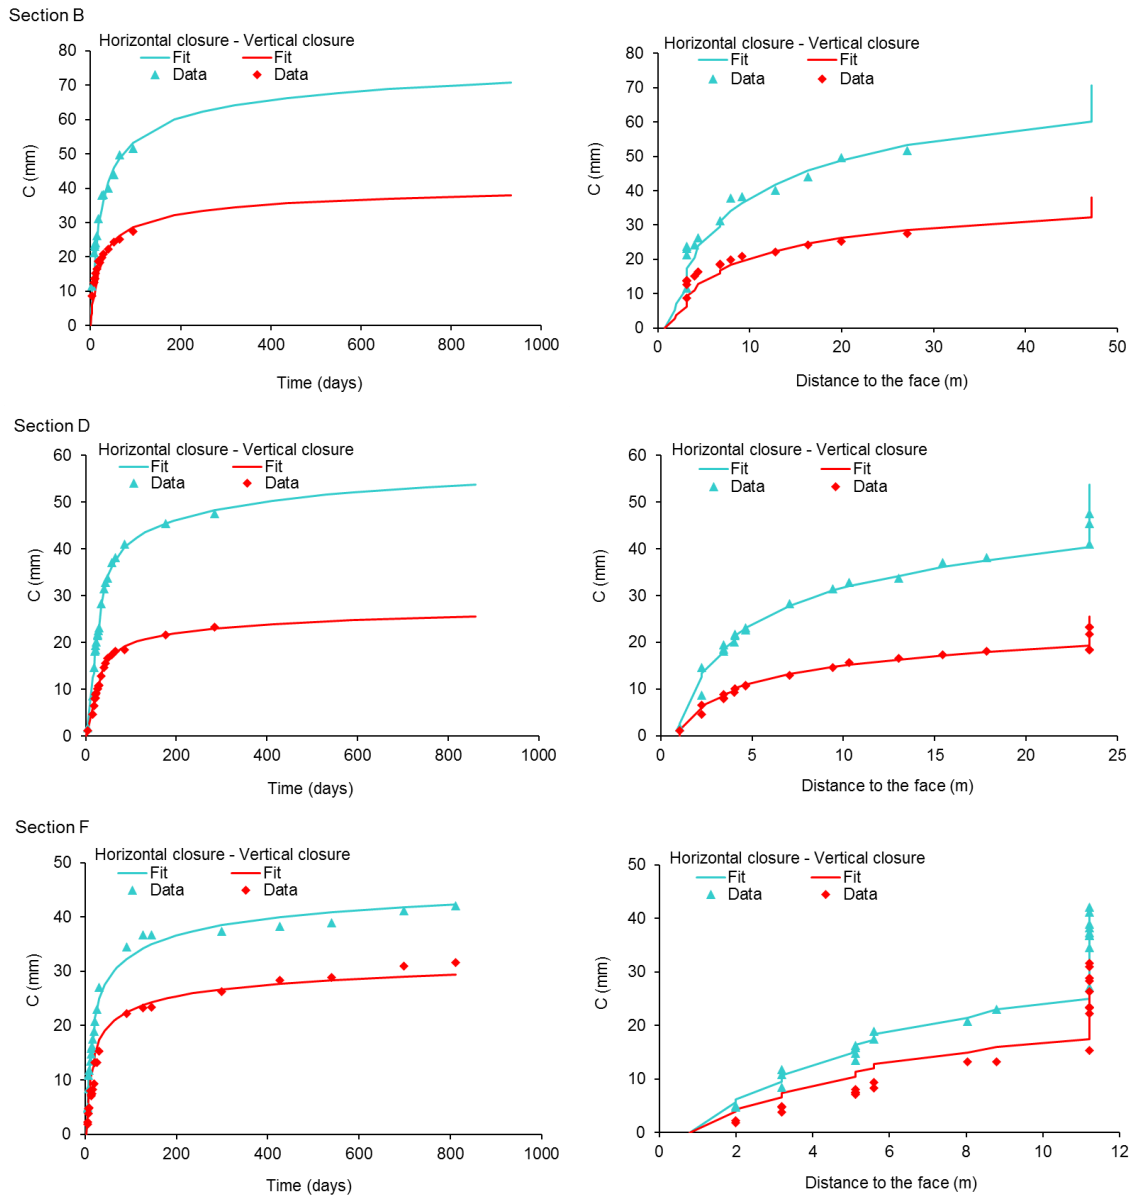 Section B
Horizontal closure - Vertical closure
Fit Fit
Data Data
C (mm)
80
70
60
50
40
30
20
10
0
0 200 400 600 800 1000
Time (days)
Horizontal closure - Vertical closure
Fit Fit
Data Data
C (mm)
80
70
60
50
40
30
20
10
0
0 10 20 30 40 50
Distance to the face (m)
Section D
Horizontal closure - Vertical closure
Fit Fit
Data Data
C (mm)
60
50
40
30
20
10
0
0 200 400 600 800 1000
Time (days)
Horizontal closure - Vertical closure
Fit Fit
Data Data
C (mm)
60
50
40
30
20
10
0
0 5 10 15 20 25
Distance to the face (m)
Section F
Horizontal closure - Vertical closure
Fit Fit
Data Data
C (mm)
50
40
30
20
10
0
0 200 400 600 800 1000
Time (days)
Horizontal closure - Vertical closure
Fit Fit
Data Data
C (mm)
50
40
30
20
10
0
0 2 4 6 8 10 12
Distance to the face (m)